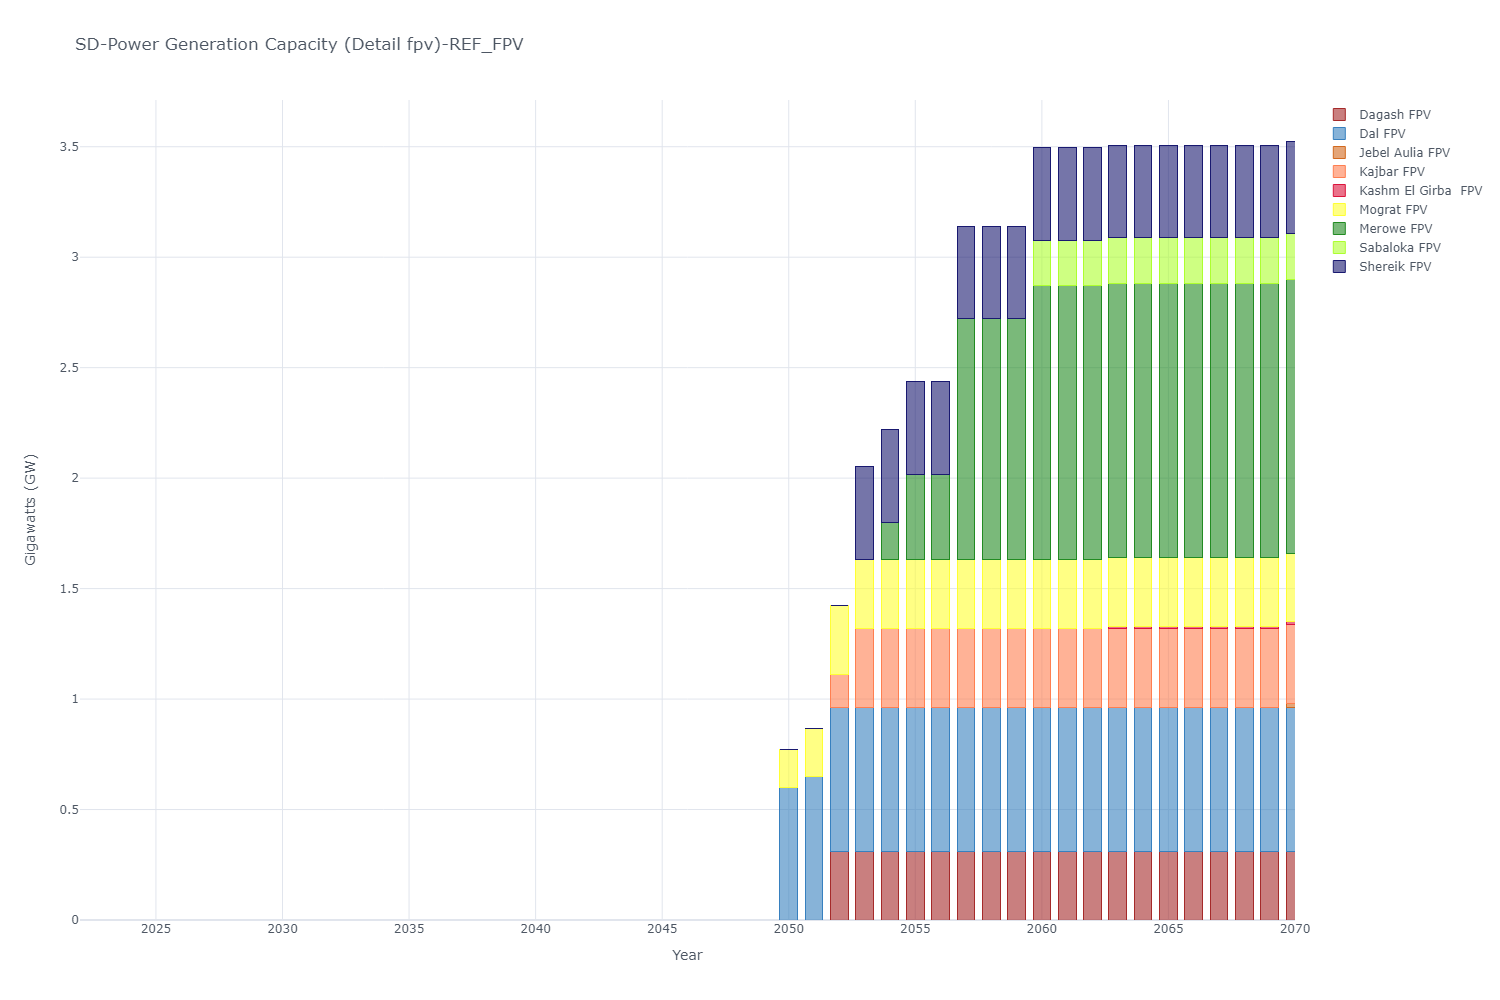 SD-Power Generation Capacity (Detail fpv)-REF_FPV
Dagash FPV
Dal FPV
Jebel Aulia FPV
Kajbar FPV
Kashm El Girba  FPV
Mograt FPV
Merowe FPV
Sabaloka FPV
Shereik FPV
3.5
3
2.5
2
1.5
1
0.5
0
Gigawatts (GW)
2025
2030
2035
2040
2045
2050
2055
2060
2065
2070
Year